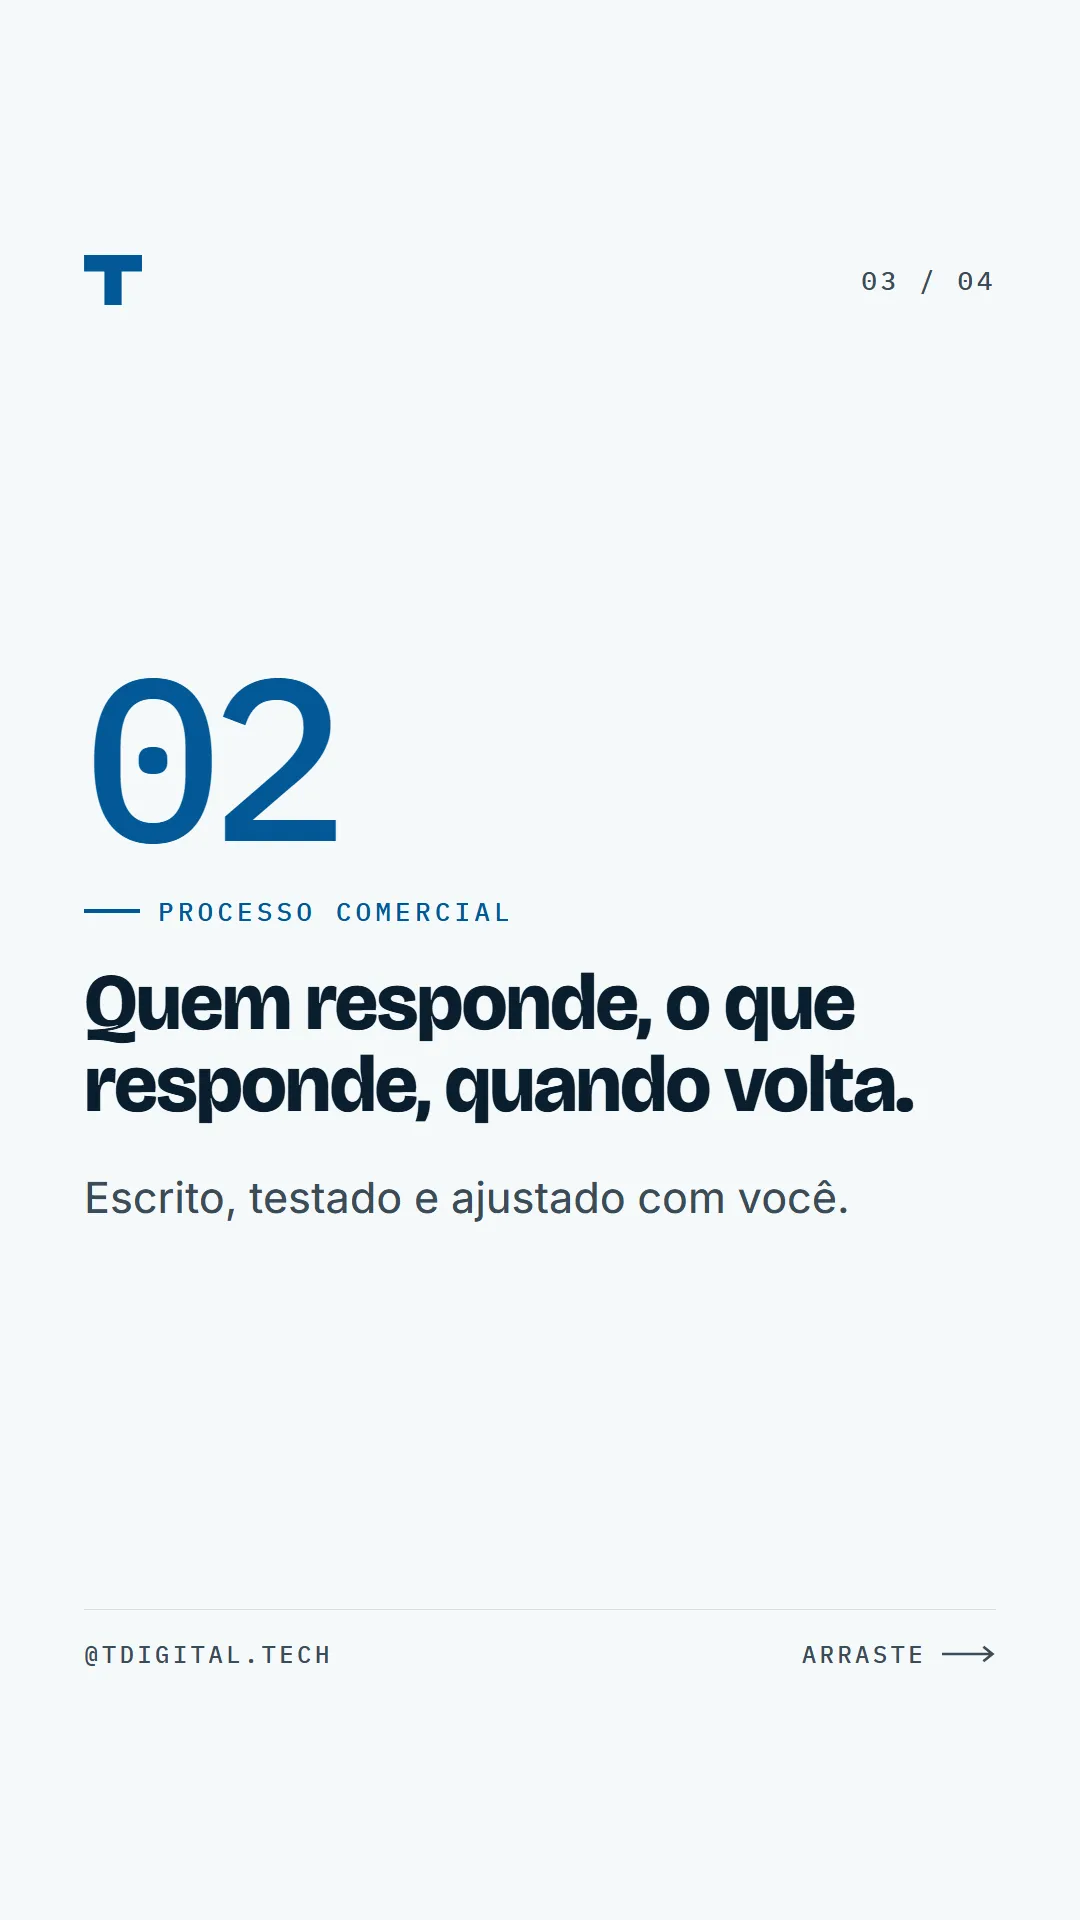 T
03 / 04
02
PROCESSO COMERCIAL
Quem responde, o que
responde, quando volta.
Escrito, testado e ajustado com você.
@TDIGITAL.TECH
ARRASTE